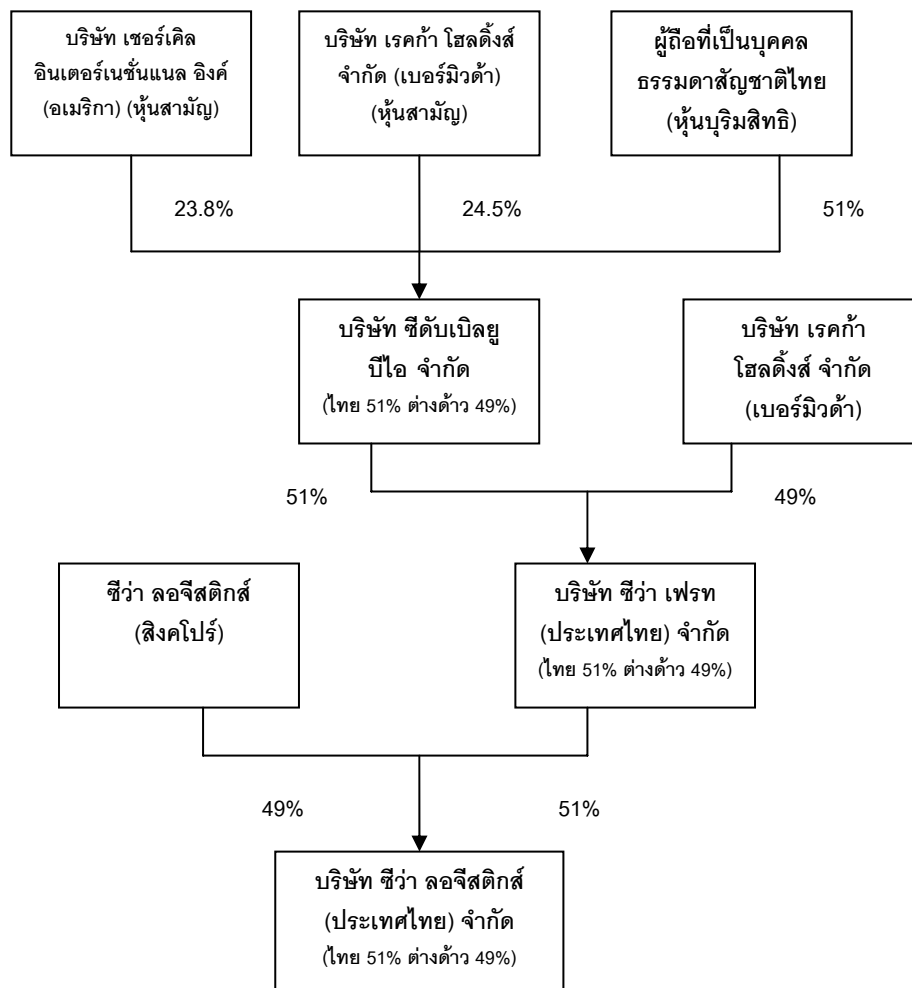 บริษัท เชอร์เคิล
อินเตอร์เนชั่นแนล อิงค์
(อเมริกา) (หุ้นสามัญ)
บริษัท เรคก้า โฮลดิ้งส์
จำกัด (เบอร์มิวด้า)
(หุ้นสามัญ)
ผู้ถือที่เป็นบุคคล
ธรรมดาสัญชาติไทย
(หุ้นบุริมสิทธิ)
23.8%
24.5%
51%
บริษัท ซีดับเบิลยู
บีไอ จำกัด
(ไทย 51% ต่างด้าว 49%)
บริษัท เรคก้า
โฮลดิ้งส์ จำกัด
(เบอร์มิวด้า)
51%
49%
ซีว่า ลอจีสติกส์
(สิงคโปร์)
บริษัท ซีว่า เฟรท
(ประเทศไทย) จำกัด
(ไทย 51% ต่างด้าว 49%)
49%
51%
บริษัท ซีว่า ลอจีสติกส์
(ประเทศไทย) จำกัด
(ไทย 51% ต่างด้าว 49%)